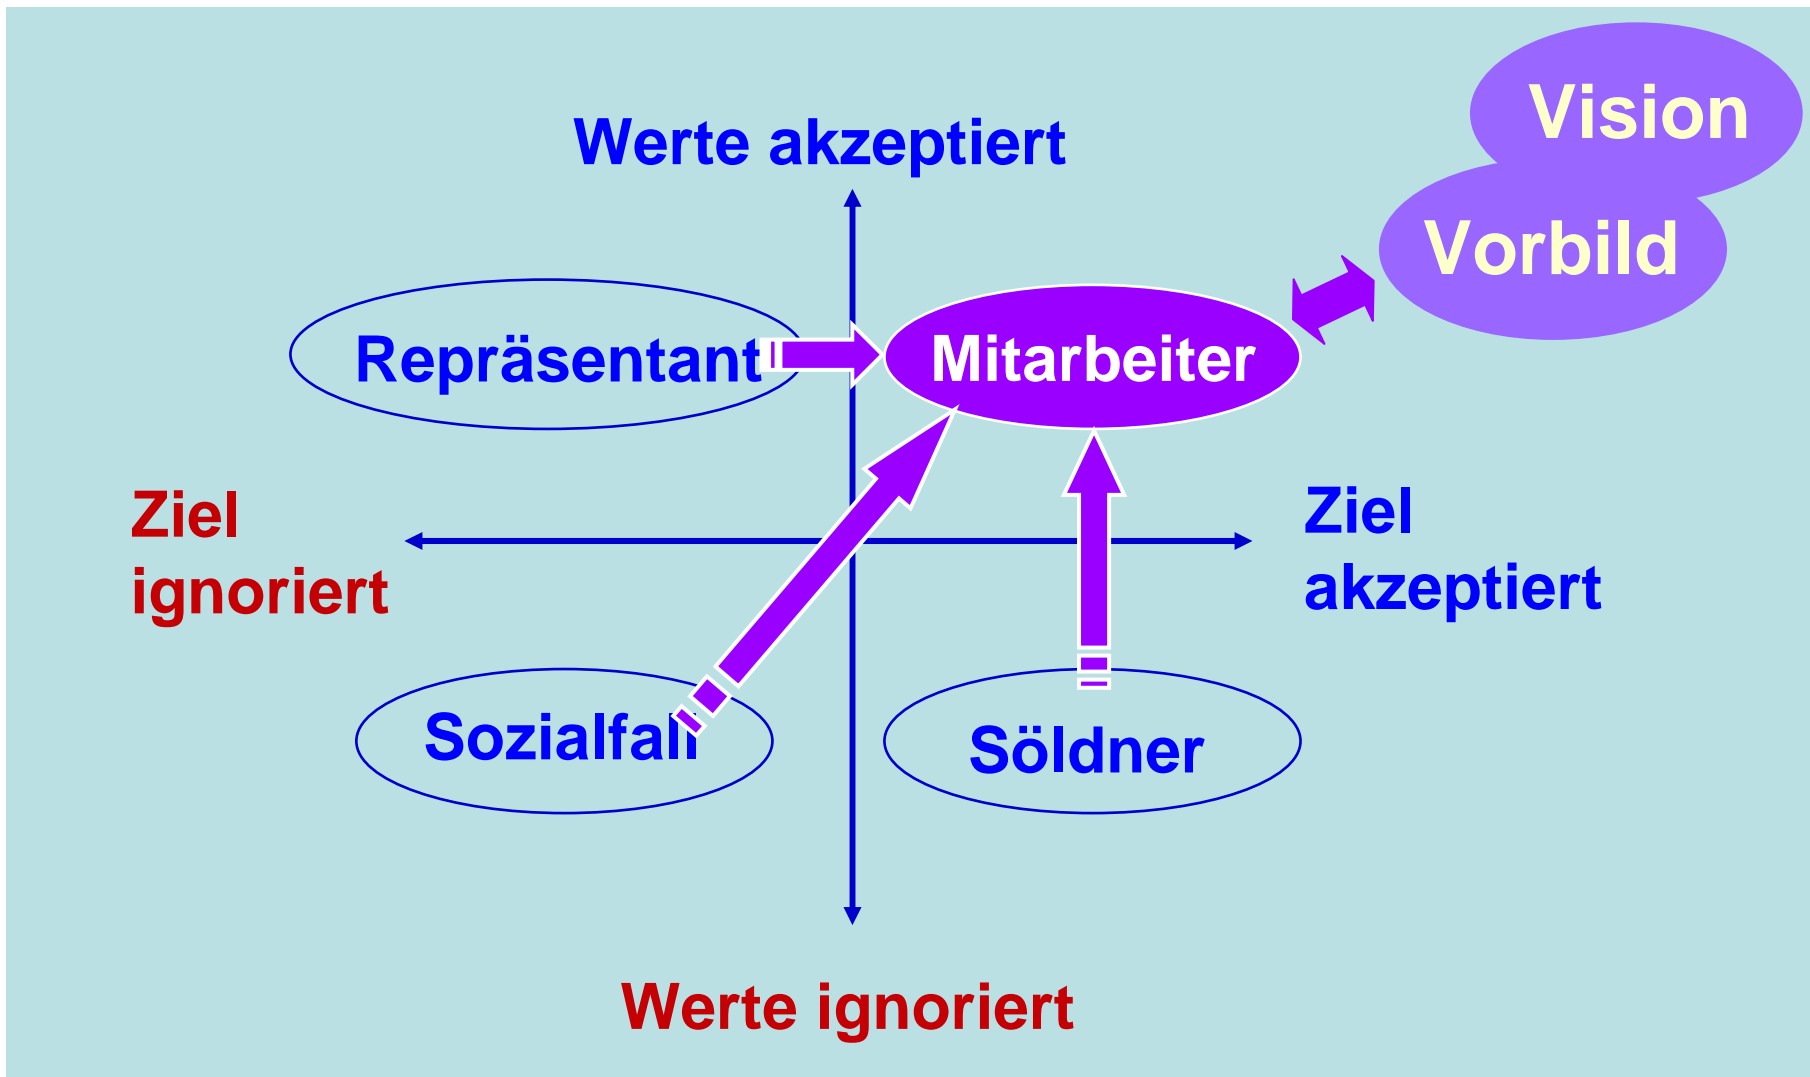 Vision
Werte akzeptiert
Vorbild
Repräsentant
Mitarbeiter
Ziel
ignoriert
Ziel
akzeptiert
Sozialfall
Söldner
Werte ignoriert